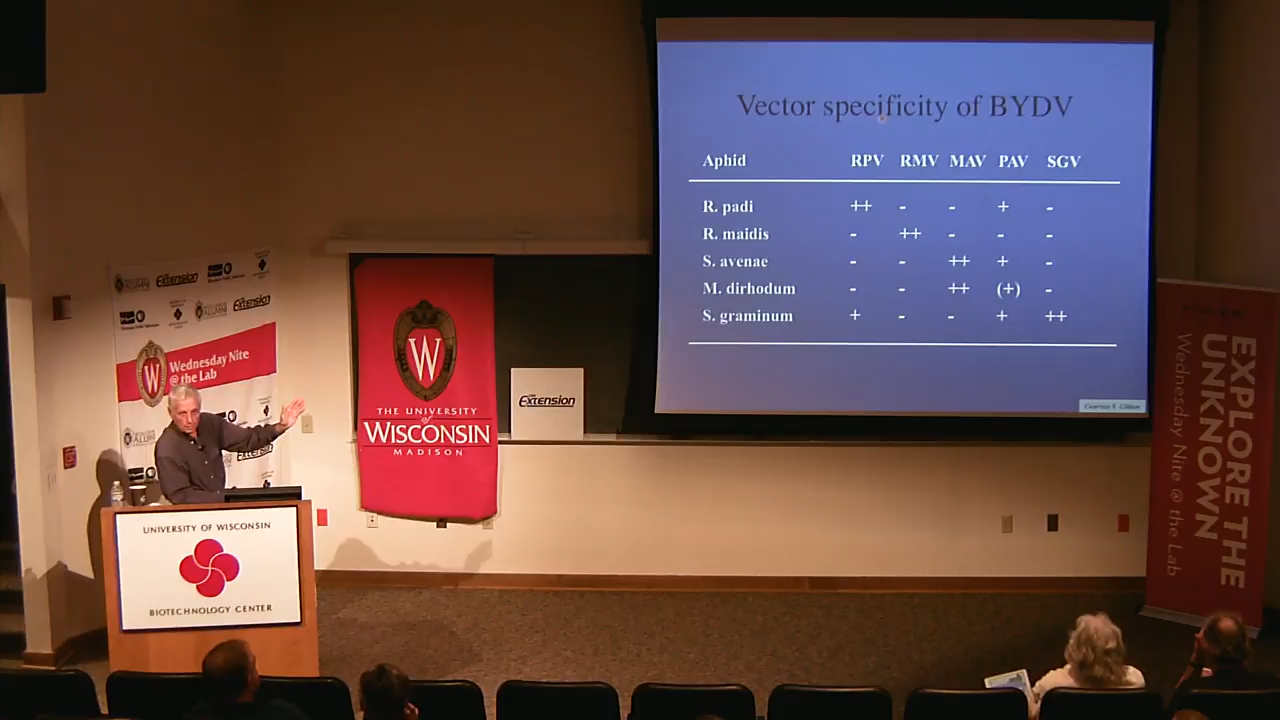 Vector specificity of BYDV
Aphid RPV RMV MAV PAV SGV
R. padi ++ - - + -
R. maidis - ++ - - -
S. avenae - - ++ + -
M. dirhodum - - ++ (+) -
S. graminum + - - + ++
Extension
Extension
Wednesday Nite
@ the Lab
W
THE UNIVERSITY
of
WISCONSIN
MADISON
Extension
UNIVERSITY OF WISCONSIN
BIOTECHNOLOGY CENTER
EXPLORE THE
UNKNOWN
Wednesday Nite @ the Lab